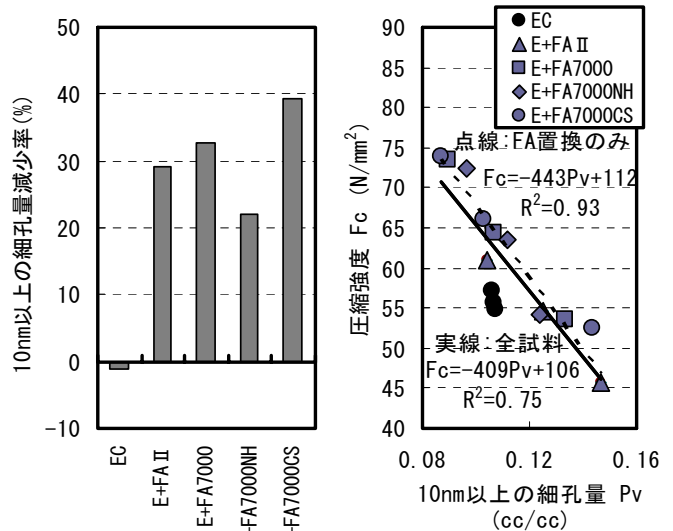 10nm以上の細孔量減少率(%)
50
40
30
20
10
0
-10
EC
E+FAⅡ
E+FA7000
+FA7000NH
+FA7000CS
圧縮強度 Fc (N/mm²)
90
85
80
75
70
65
60
55
50
45
40
EC
E+FAⅡ
E+FA7000
E+FA7000NH
E+FA7000CS
点線:FA置換のみ
Fc=-443Pv+112
R²=0.93
実線:全試料
Fc=-409Pv+106
R²=0.75
0.08
0.12
0.16
10nm以上の細孔量 Pv
(cc/cc)